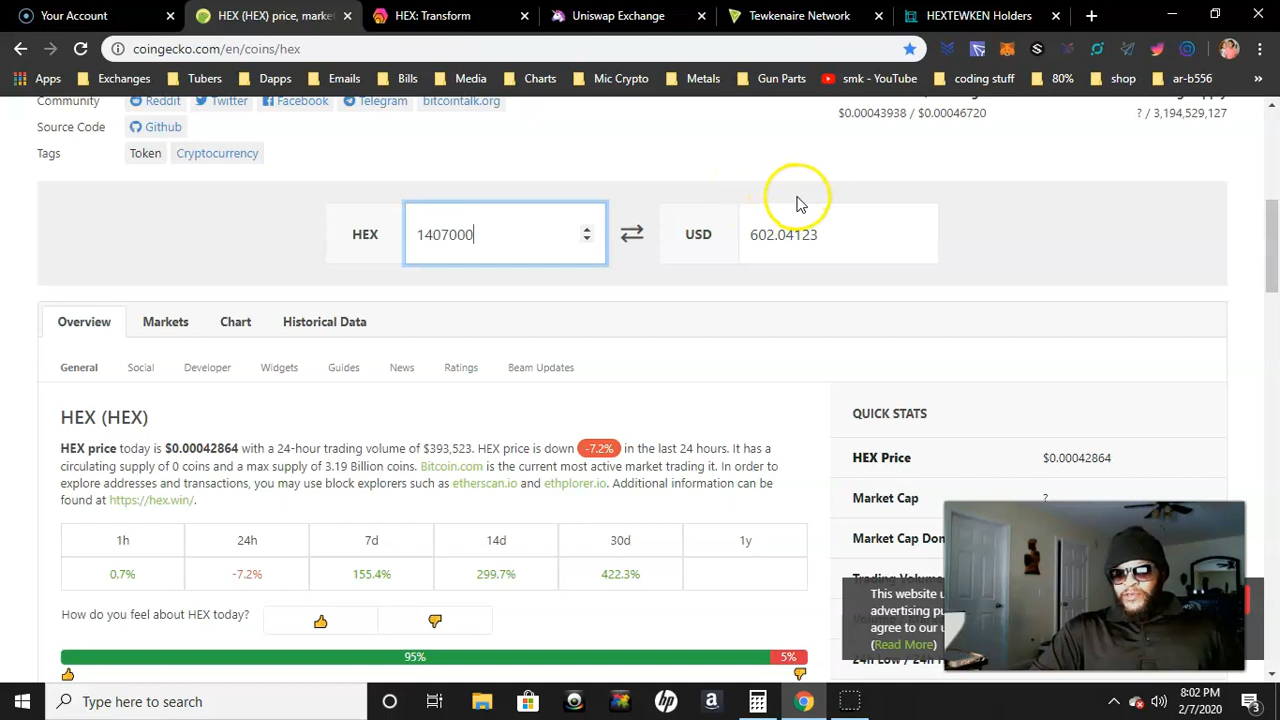 Your Account
HEX (HEX) price, marke
HEX: Transform
Uniswap Exchange
Tewkenaire Network
HEXTEWKEN Holders
coingecko.com/en/coins/hex
Apps Exchanges Tubers Dapps Emails Bills Media Charts Mic Crypto Metals Gun Parts smk - YouTube coding stuff 80% shop ar-b556 »
Community Reddit Twitter Facebook Telegram bitcointalk.org
$0.00043938 / $0.00046720 ? / 3,194,529,127
Source Code Github
Tags Token Cryptocurrency
HEX 1407000 USD 602.04123
Overview Markets Chart Historical Data
General Social Developer Widgets Guides News Ratings Beam Updates
HEX (HEX)
HEX price today is $0.00042864 with a 24-hour trading volume of $393,523. HEX price is down -7.2% in the last 24 hours. It has a
circulating supply of 0 coins and a max supply of 3.19 Billion coins. Bitcoin.com is the current most active market trading it. In order to
explore addresses and transactions, you may use block explorers such as etherscan.io and ethplorer.io. Additional information can be
found at https://hex.win/.
1h 24h 7d 14d 30d 1y
0.7% -7.2% 155.4% 299.7% 422.3%
How do you feel about HEX today?
95% 5%
QUICK STATS
HEX Price $0.00042864
Market Cap ?
Market Cap Don
Trading Volume
This website u
advertising pu
agree to our u
(Read More)
24h Low / 24h
Type here to search
8:02 PM
2/7/2020
3